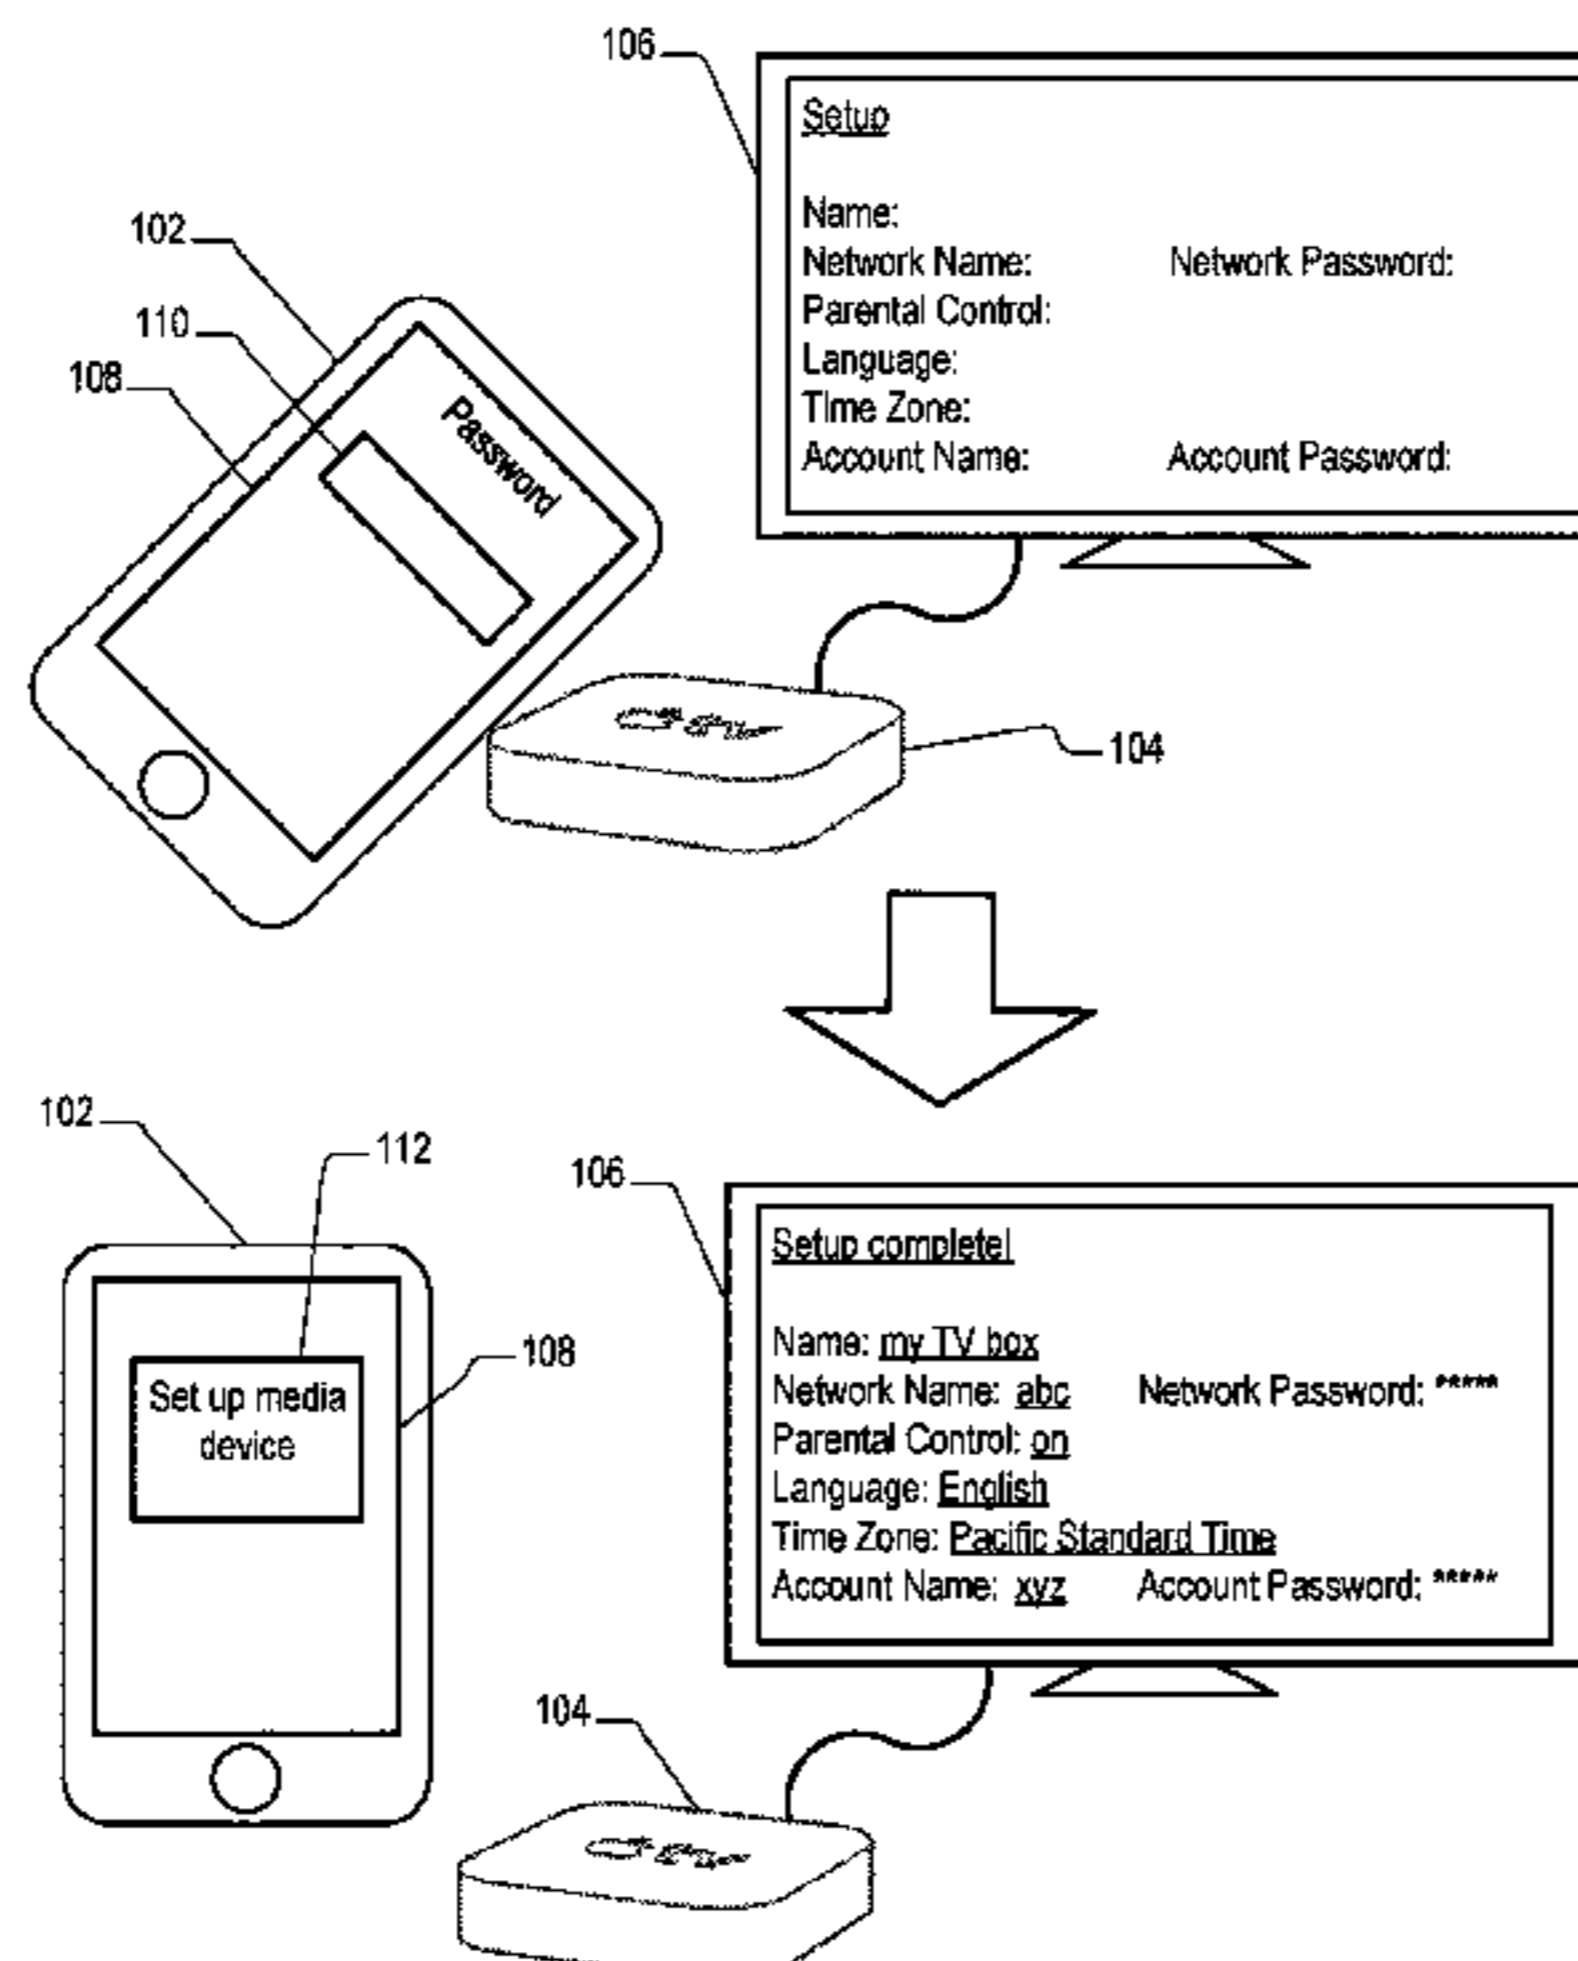 106
Setup
Name:
Network Name: Network Password:
Parental Control:
Language:
Time Zone:
Account Name: Account Password:
102
110
108
Password
104
102
112
106
Setup complete!
Name: my TV box
Network Name: abc Network Password: *****
Parental Control: on
Language: English
Time Zone: Pacific Standard Time
Account Name: xyz Account Password: *****
108
Set up media
device
104